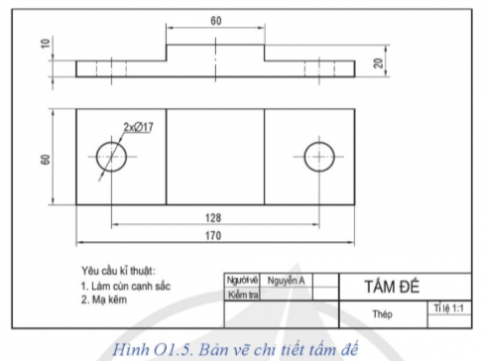 60
10
20
2xØ17
60
128
170
Yêu cầu kĩ thuật:
1. Làm cùn cạnh sắc
2. Mạ kẽm
Người vẽ Nguyễn A
Kiểm tra
TẤM ĐẾ
Thép
Tỉ lệ 1:1
Hình O1.5. Bản vẽ chi tiết tấm đế